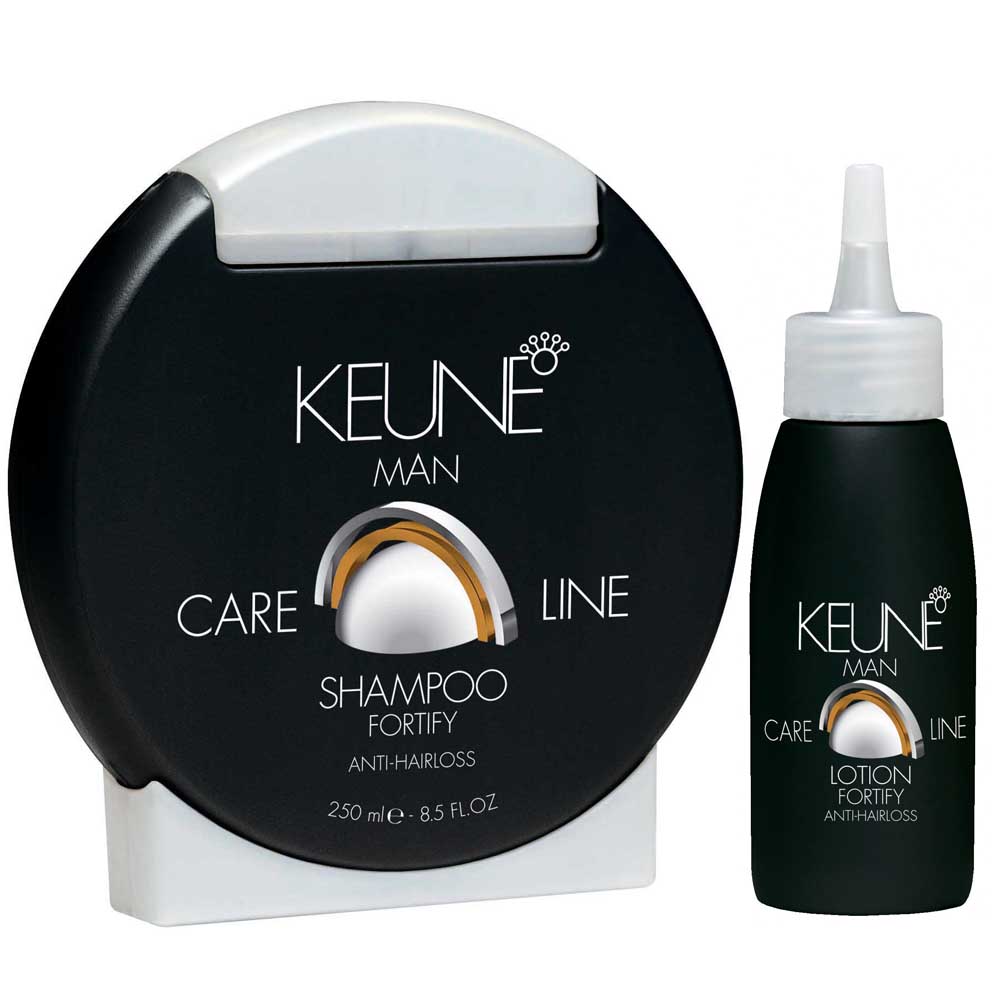 KEUNE
MAN
CARE LINE
SHAMPOO
FORTIFY
ANTI-HAIRLOSS
250 ml e - 8.5 FL.OZ
KEUNE
MAN
CARE LINE
LOTION
FORTIFY
ANTI-HAIRLOSS